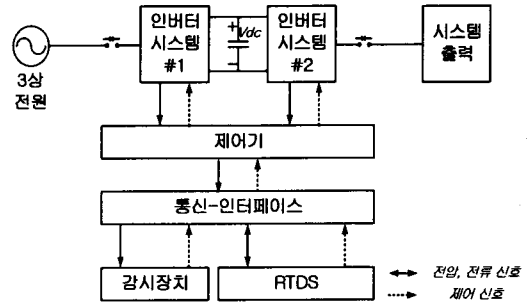 인버터
시스템
#1
+
Vdc
−
인버터
시스템
#2
시스템
출력
3상
전원
제어기
통신-인터페이스
감시장치
RTDS
전압, 전류 신호
제어 신호